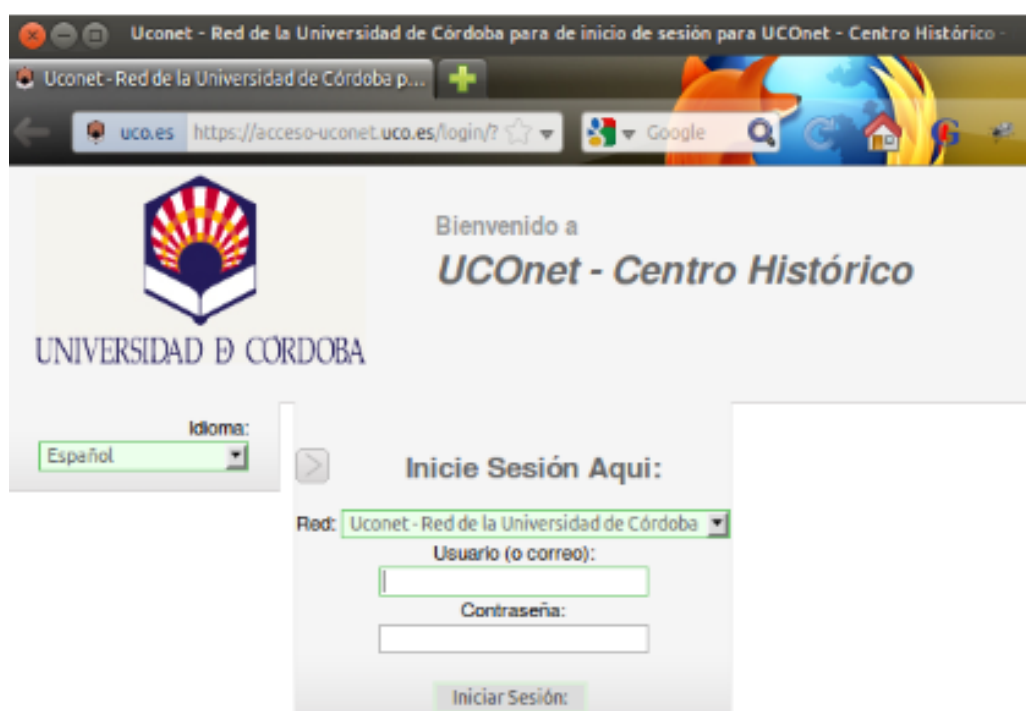 Uconet - Red de la Universidad de Córdoba para de inicio de sesión para UCOnet - Centro Histórico -
Uconet - Red de la Universidad de Córdoba p...
uco.es https://acceso-uconet.uco.es/login/? Google
Bienvenido a
UCOnet - Centro Histórico
UNIVERSIDAD Ð CÓRDOBA
Idioma:
Español
Inicie Sesión Aqui:
Red: Uconet - Red de la Universidad de Córdoba
Usuario (o correo):
Contraseña:
Iniciar Sesión: